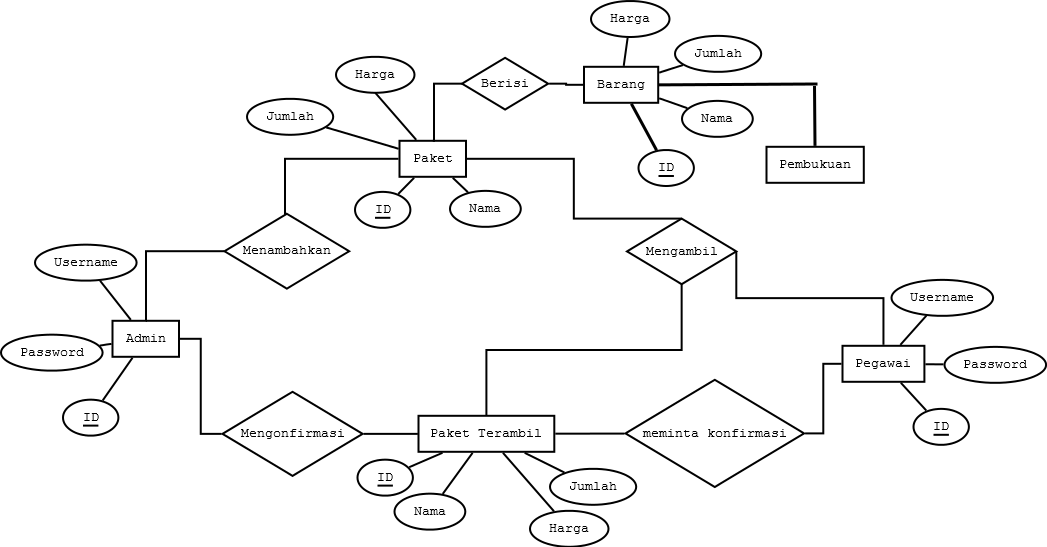 Harga
Jumlah
Harga
Berisi
Barang
Jumlah
Nama
Paket
ID
Pembukuan
ID
Nama
Menambahkan
Mengambil
Username
Username
Admin
Password
Pegawai
Password
ID
ID
Mengonfirmasi
Paket Terambil
meminta konfirmasi
ID
Jumlah
Nama
Harga